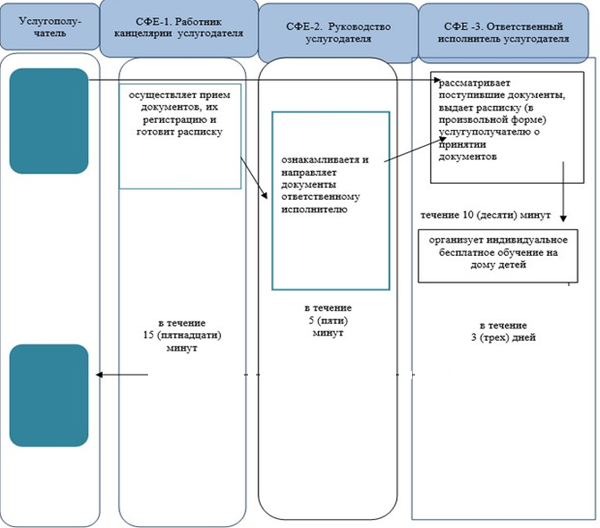 Услугополу-
чатель
СФЕ-1. Работник
канцелярии услугодателя
СФЕ-2. Руководство
услугодателя
СФЕ -3. Ответственный
исполнитель услугодателя
осуществляет прием
документов, их
регистрацию и
готовит расписку
ознакамливаетя и
направляет
документы
ответственному
исполнителю
рассматривает
поступившие документы,
выдает расписку (в
произвольной форме)
услугуполучателю о
принятии
документов
течение 10 (десяти) минут
организует индивидуальное
бесплатное обучение на
дому детей
в течение
15 (пятнадцати)
минут
в течение
5 (пяти)
минут
в течение
3 (трех) дней